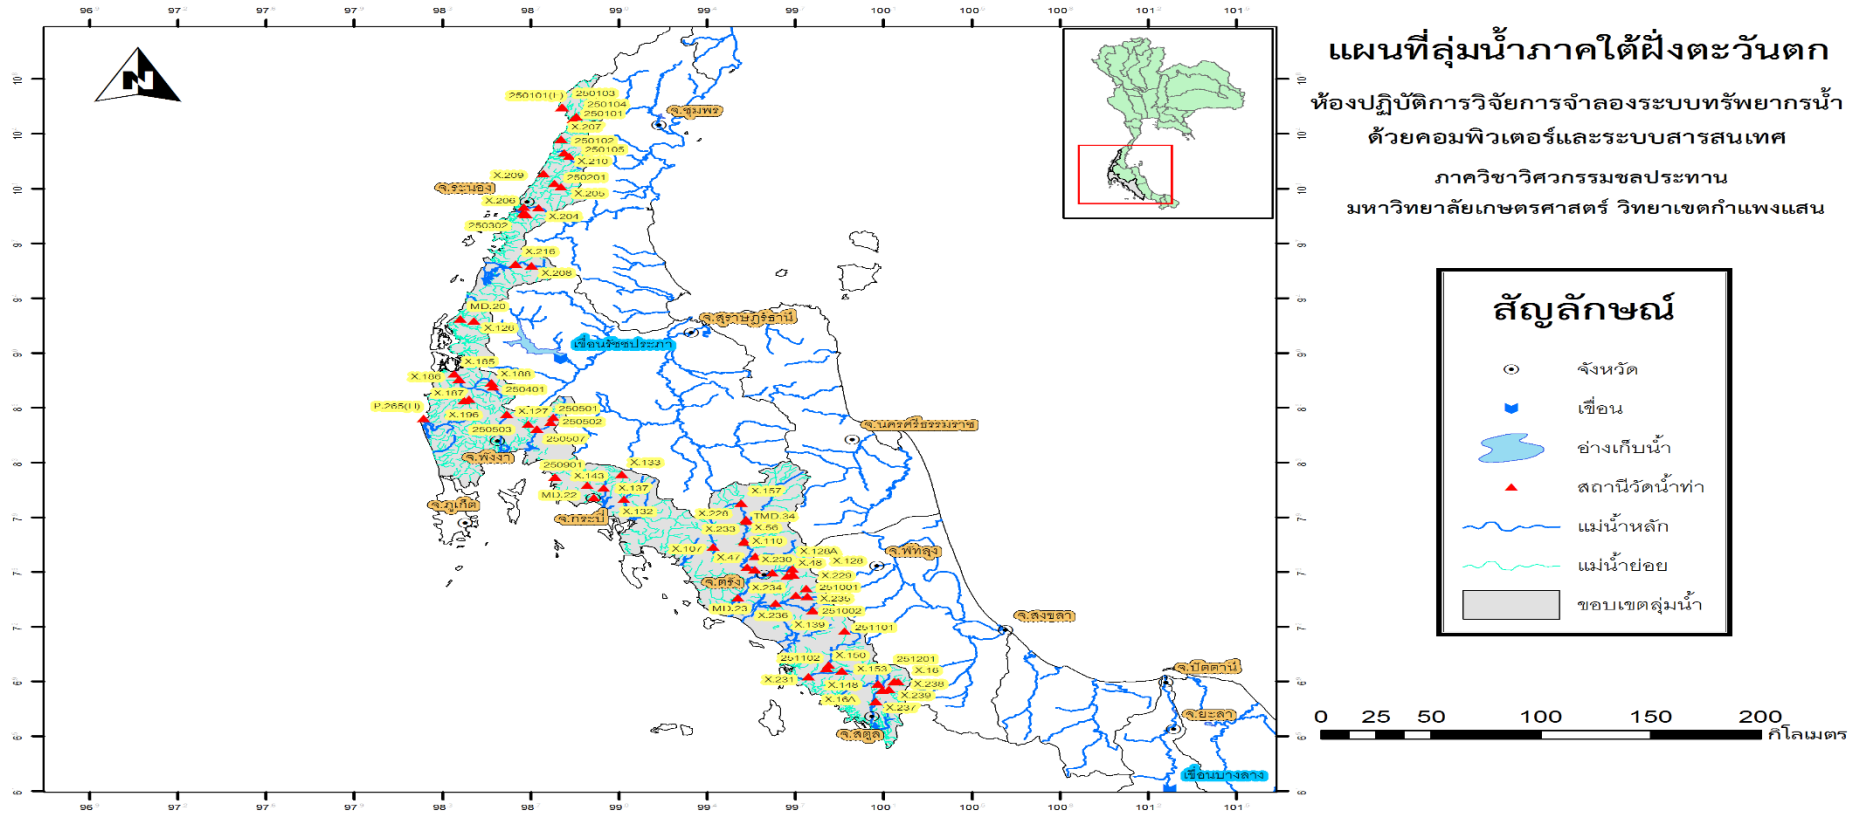 แผนที่ลุ่มน้ำภาคใต้ฝั่งตะวันตก
ห้องปฏิบัติการวิจัยการจำลองระบบทรัพยากรน้ำ
ด้วยคอมพิวเตอร์และระบบสารสนเทศ
ภาควิชาวิศวกรรมชลประทาน
มหาวิทยาลัยเกษตรศาสตร์ วิทยาเขตกำแพงแสน
สัญลักษณ์
จังหวัด
เขื่อน
อ่างเก็บน้ำ
สถานีวัดน้ำท่า
แม่น้ำหลัก
แม่น้ำย่อย
ขอบเขตลุ่มน้ำ
0 25 50 100 150 200
กิโลเมตร
N
250103
250104
250101
X.207
250102
250105
X.210
X.209
250201
จ.ระนอง
X.205
X.206
X.204
250302
X.216
X.208
จ.ชุมพร
MD.20
X.126
จ.สุราษฎร์ธานี
เขื่อนรัชชประภา
X.185
X.186
X.188
X.187
250401
X.196
X.127
250501
250502
250503
250507
จ.พังงา
จ.นครศรีธรรมราช
250901
X.133
X.143
X.137
MD.22
X.132
จ.ภูเก็ต
จ.กระบี่
X.157
X.228
TMD.34
X.233
X.56
X.110
X.107
X.47
X.230
X.128A
X.128
X.48
จ.พัทลุง
X.229
จ.ตรัง
X.234
251001
X.235
MD.23
X.236
251002
X.139
251101
จ.สงขลา
251102
X.150
X.153
251201
X.16
X.231
X.148
X.238
X.16A
X.239
X.237
จ.สตูล
จ.ปัตตานี
จ.ยะลา
เขื่อนบางลาง